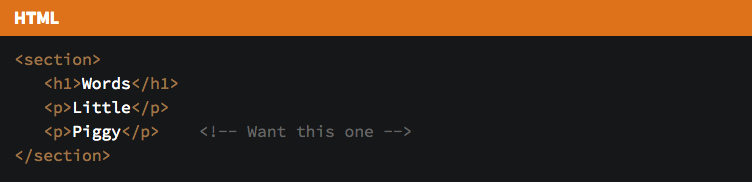 HTML
<section>
   <h1>Words</h1>
   <p>Little</p>
   <p>Piggy</p>    <!-- Want this one -->
</section>